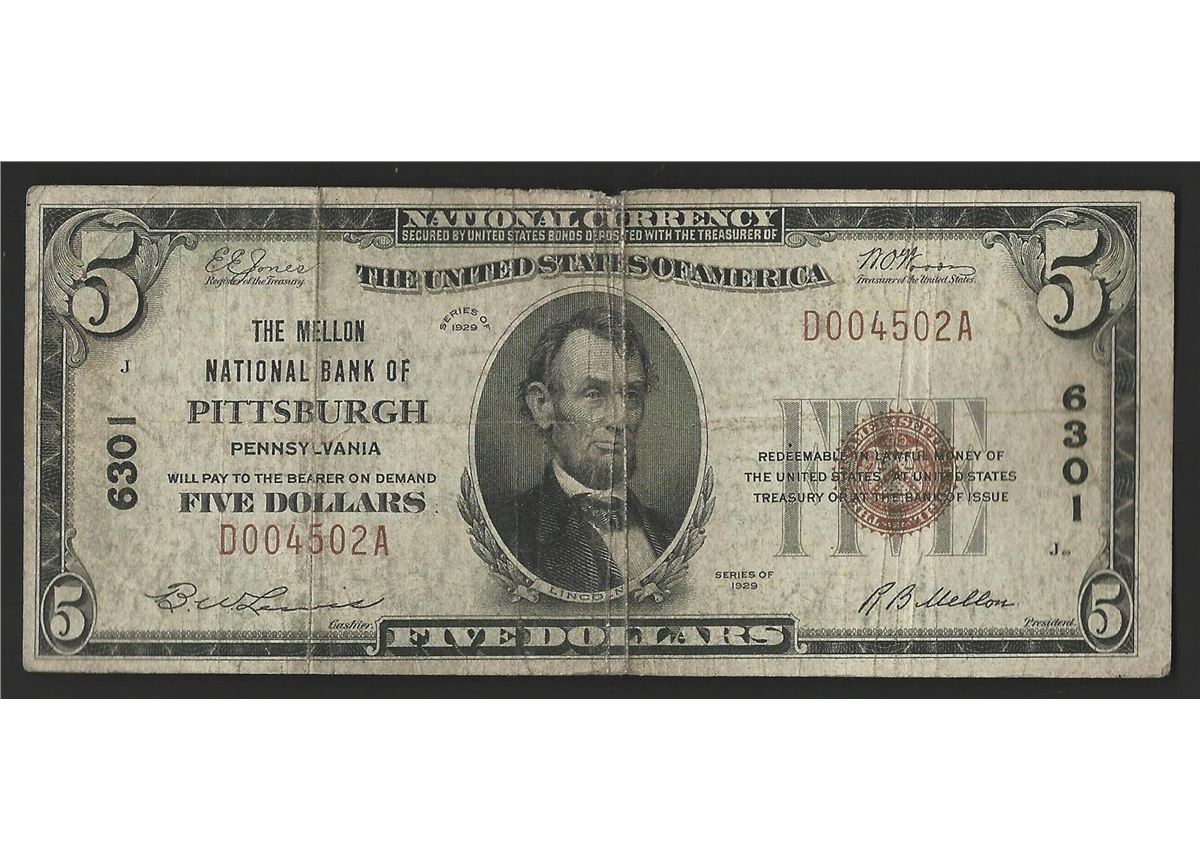 NATIONAL CURRENCY
SECURED BY UNITED STATES BONDS DEPOSITED WITH THE TREASURER OF
THE UNITED STATES OF AMERICA
5
5
E E Jones
Register of the Treasury.
W. O. Woods
Treasurer of the United States.
SERIES OF
1929
THE MELLON
NATIONAL BANK OF
PITTSBURGH
PENNSYLVANIA
WILL PAY TO THE BEARER ON DEMAND
FIVE DOLLARS
D004502A
J
6301
D004502A
6301
FIVE
REDEEMABLE IN LAWFUL MONEY OF
THE UNITED STATES, AT UNITED STATES
TREASURY OR AT THE BANK OF ISSUE
SERIES OF
1929
LINCOLN
B W Lewis
Cashier.
R B Mellon
President.
5
FIVE DOLLARS
5